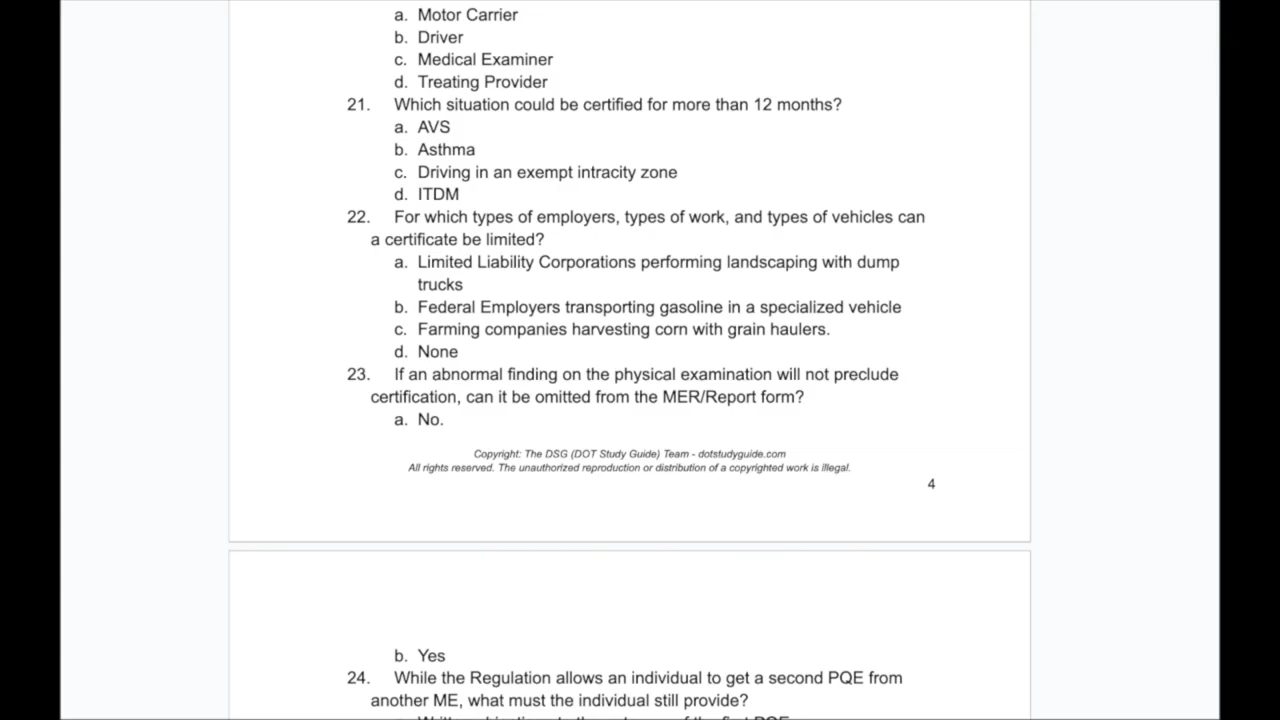 a. Motor Carrier
b. Driver
c. Medical Examiner
d. Treating Provider
21. Which situation could be certified for more than 12 months?
a. AVS
b. Asthma
c. Driving in an exempt intracity zone
d. ITDM
22. For which types of employers, types of work, and types of vehicles can
a certificate be limited?
a. Limited Liability Corporations performing landscaping with dump
trucks
b. Federal Employers transporting gasoline in a specialized vehicle
c. Farming companies harvesting corn with grain haulers.
d. None
23. If an abnormal finding on the physical examination will not preclude
certification, can it be omitted from the MER/Report form?
a. No.
Copyright: The DSG (DOT Study Guide) Team - dotstudyguide.com
All rights reserved. The unauthorized reproduction or distribution of a copyrighted work is illegal.
4
b. Yes
24. While the Regulation allows an individual to get a second PQE from
another ME, what must the individual still provide?